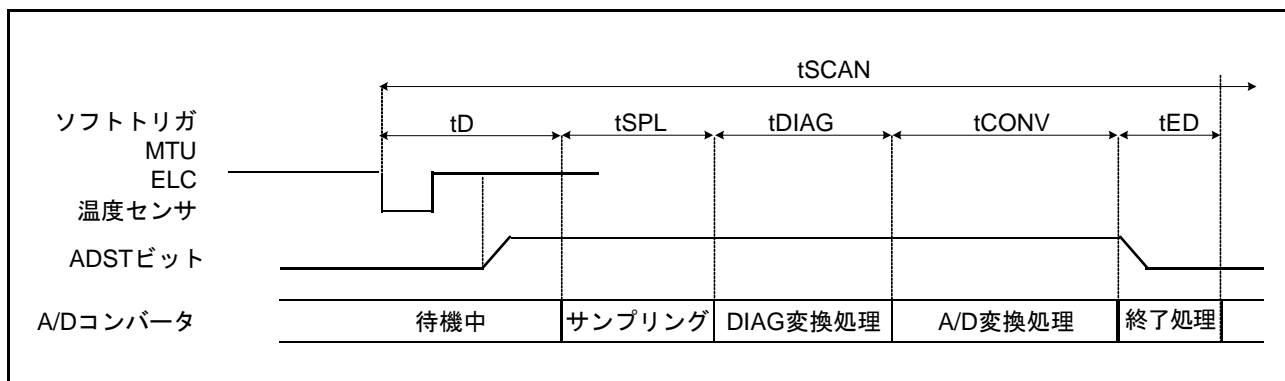 tSCAN
tD tSPL tDIAG tCONV tED
ソフトトリガ
MTU
ELC
温度センサ
ADSTビット
A/Dコンバータ 待機中 サンプリング DIAG変換処理 A/D変換処理 終了処理